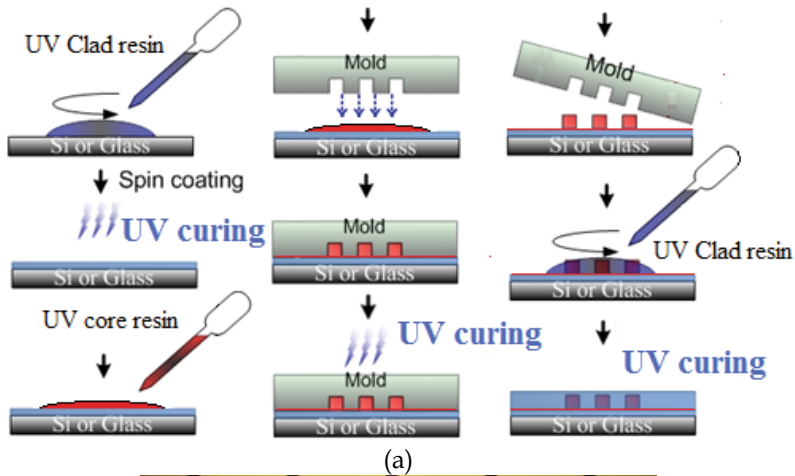 UV Clad resin
Si or Glass
Spin coating
UV curing
Si or Glass
UV core resin
Si or Glass
Mold
Si or Glass
Mold
Si or Glass
UV curing
Mold
Si or Glass
Mold
Si or Glass
UV Clad resin
Si or Glass
UV curing
Si or Glass
(a)